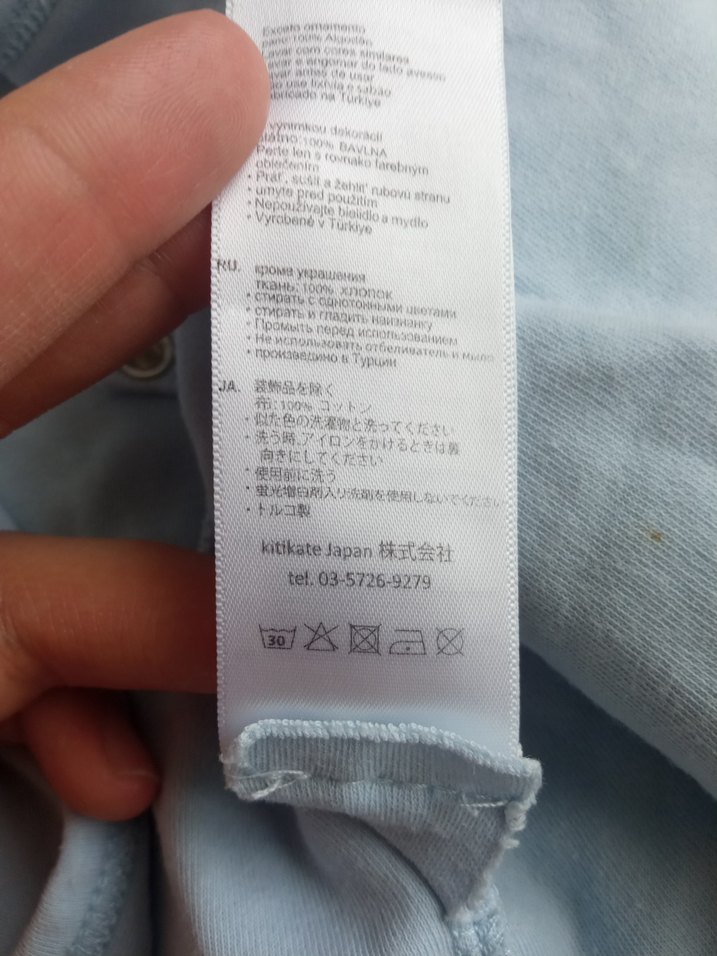 Exceto ornamento
pano: 100% Algodão
avar com cores similares
avar e engomar do lado avesso
avar antes de usar
ão use lixívia e sabão
abricado na Türkiye
výnimkou dekorácií
plátno: 100% BAVLNA
Perte len s rovnako farebným
oblečením
• Prať, sušiť a žehliť rubovú stranu
• umyte pred použitím
• Nepoužívajte bielidlo a mydlo
• Vyrobené v Türkiye
RU. кроме украшения
ткань: 100% хлопок
• стирать с однотонными цветами
• стирать и гладить наизнанку
• Промыть перед использованием
• Не использовать отбеливатель и мыло
• произведено в Турции
JA. 装飾品を除く
布: 100% コットン
・似た色の洗濯物と洗ってください
・洗う時、アイロンをかけるときは裏
向きにしてください
・使用前に洗う
・蛍光増白剤入り洗剤を使用しないでください
・トルコ製
kitikate Japan 株式会社
tel. 03-5726-9279
30